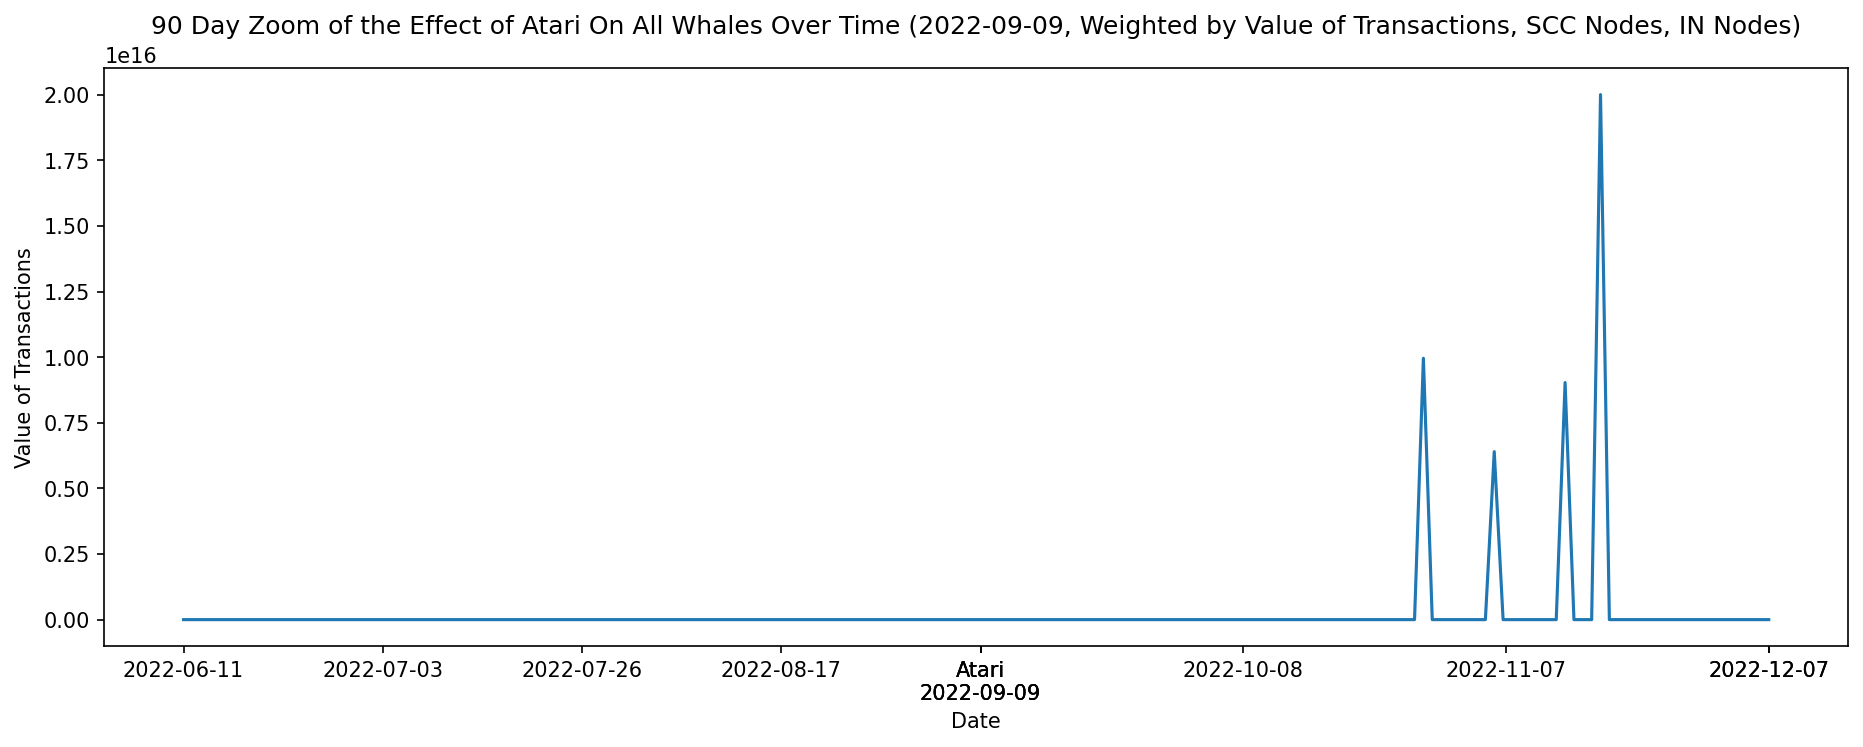 90 Day Zoom of the Effect of Atari On All Whales Over Time (2022-09-09, Weighted by Value of Transactions, SCC Nodes, IN Nodes)
1e16
2.00
1.75
1.50
1.25
1.00
0.75
0.50
0.25
0.00
Value of Transactions
2022-06-11 2022-07-03 2022-07-26 2022-08-17 Atari 2022-10-08 2022-11-07 2022-12-07
2022-09-09
Date